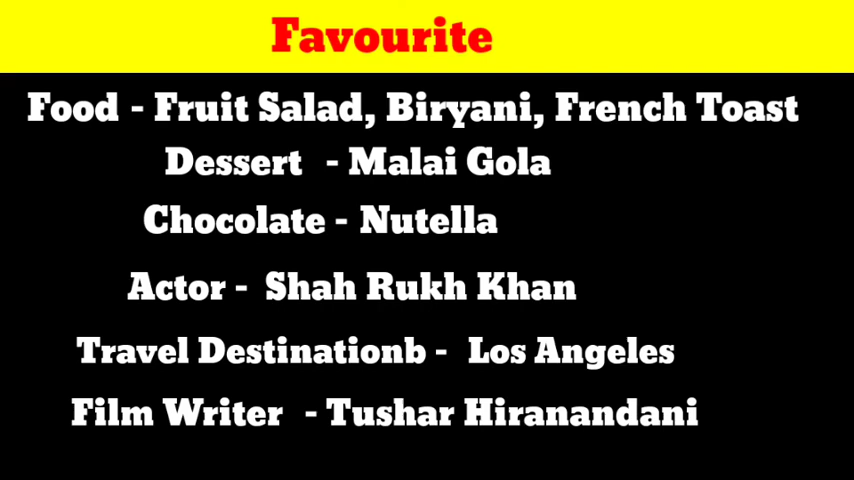 Favourite
Food - Fruit Salad, Biryani, French Toast
Dessert - Malai Gola
Chocolate - Nutella
Actor - Shah Rukh Khan
Travel Destinationb - Los Angeles
Film Writer - Tushar Hiranandani